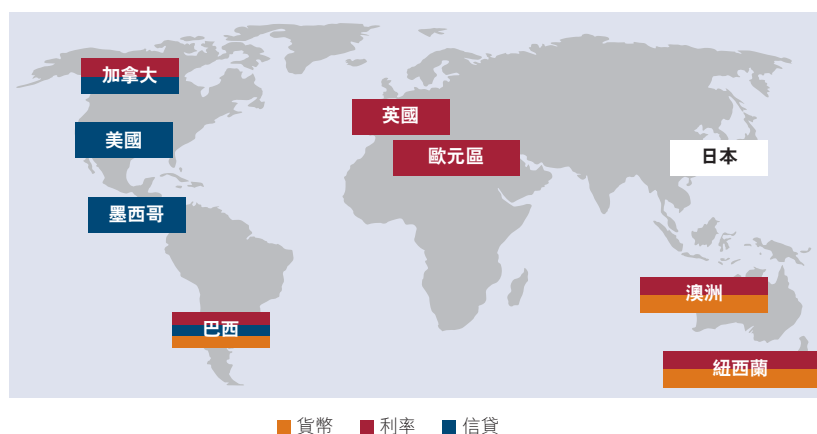 加拿大
英國
美國
歐元區
日本
墨西哥
澳洲
巴西
紐西蘭
貨幣 利率 信貸